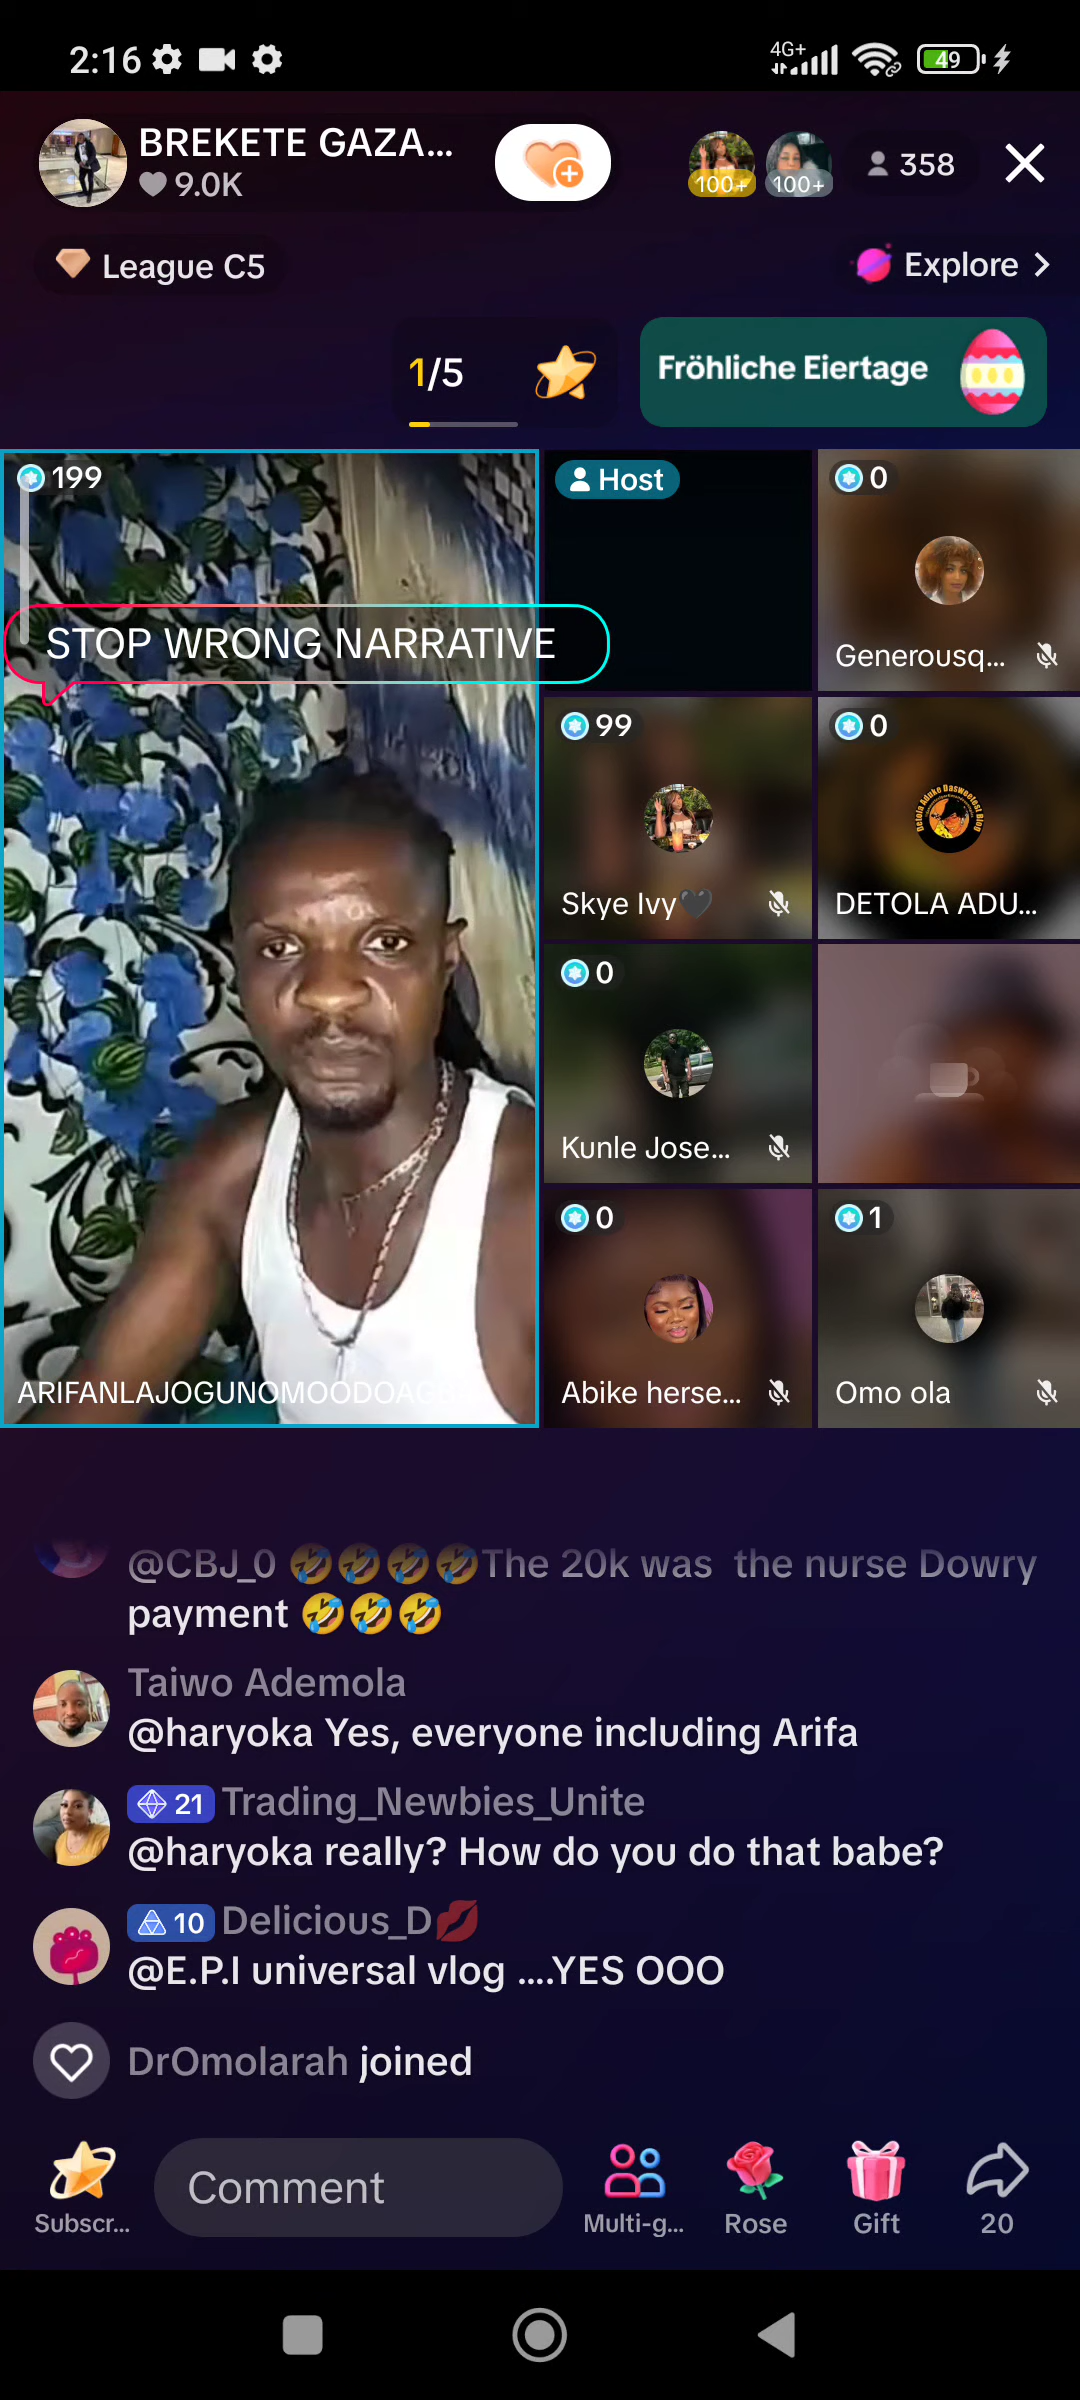 2:16
4G+
49
BREKETE GAZA...
9.0K
100+
100+
358
League C5
Explore
1/5
Fröhliche Eiertage
199
Host
0
STOP WRONG NARRATIVE
Generousq...
99
0
Skye Ivy🖤
DETOLA ADU...
0
Kunle Jose...
0
1
ARIFANLAJOGUNOMOODOAG
Abike herse...
Omo ola
@CBJ_0 🤣🤣🤣🤣The 20k was the nurse Dowry
payment 🤣🤣🤣
Taiwo Ademola
@haryoka Yes, everyone including Arifa
21 Trading_Newbies_Unite
@haryoka really? How do you do that babe?
10 Delicious_D💋
@E.P.I universal vlog ....YES OOO
DrOmolarah joined
Subscr...
Comment
Multi-g...
Rose
Gift
20